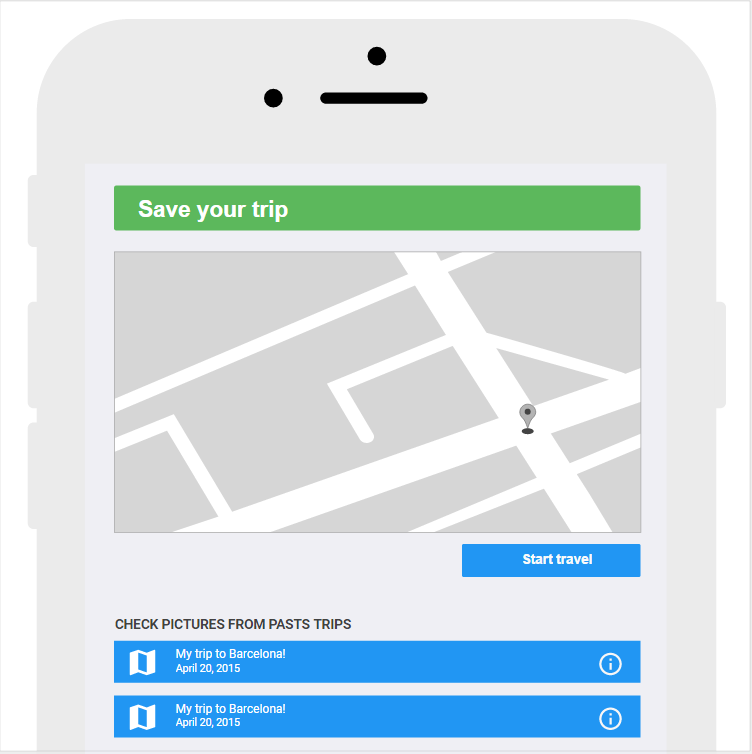 Save your trip
Start travel
CHECK PICTURES FROM PASTS TRIPS
My trip to Barcelona!
April 20, 2015
My trip to Barcelona!
April 20, 2015